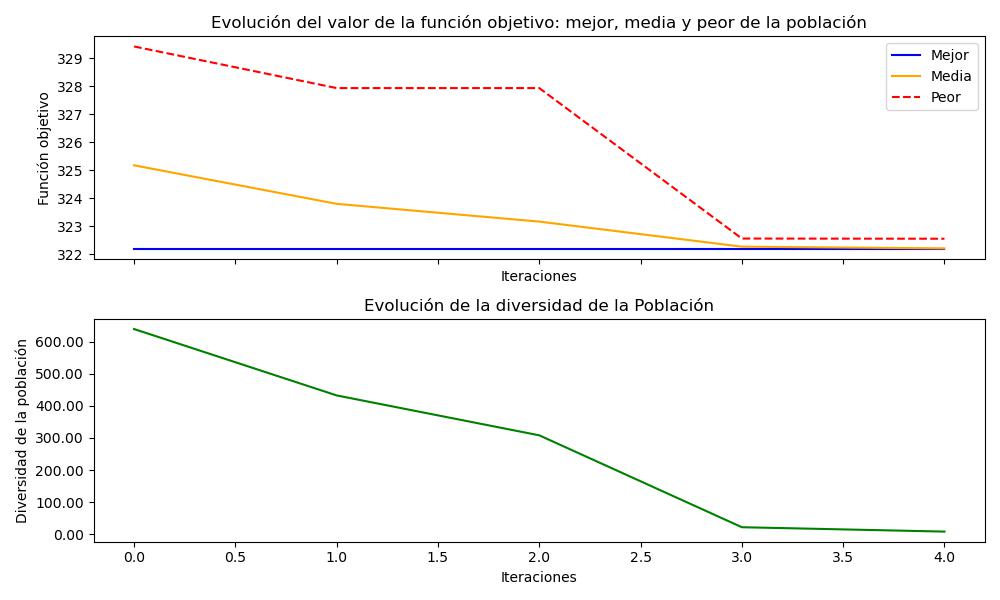 Evolución del valor de la función objetivo: mejor, media y peor de la población
Función objetivo
329
328
327
326
325
324
323
322
Mejor
Media
Peor
Iteraciones
Evolución de la diversidad de la Población
Diversidad de la población
600.00
500.00
400.00
300.00
200.00
100.00
0.00
0.0 0.5 1.0 1.5 2.0 2.5 3.0 3.5 4.0
Iteraciones